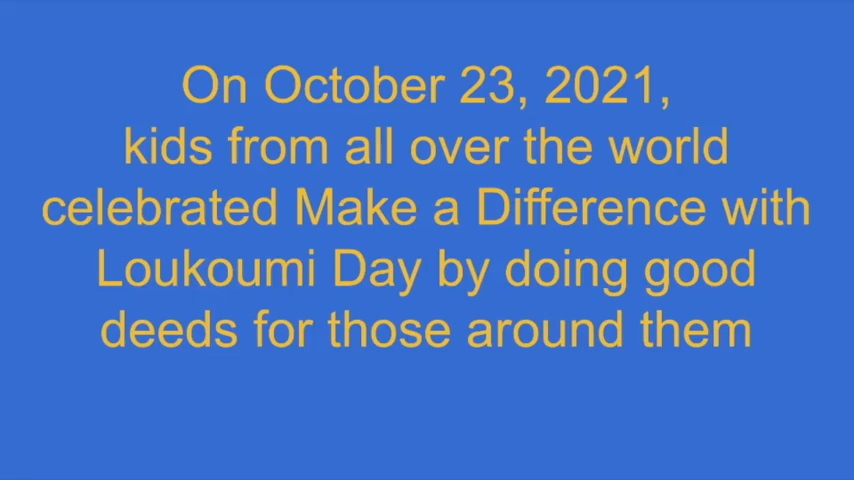 On October 23, 2021,
kids from all over the world
celebrated Make a Difference with
Loukoumi Day by doing good
deeds for those around them